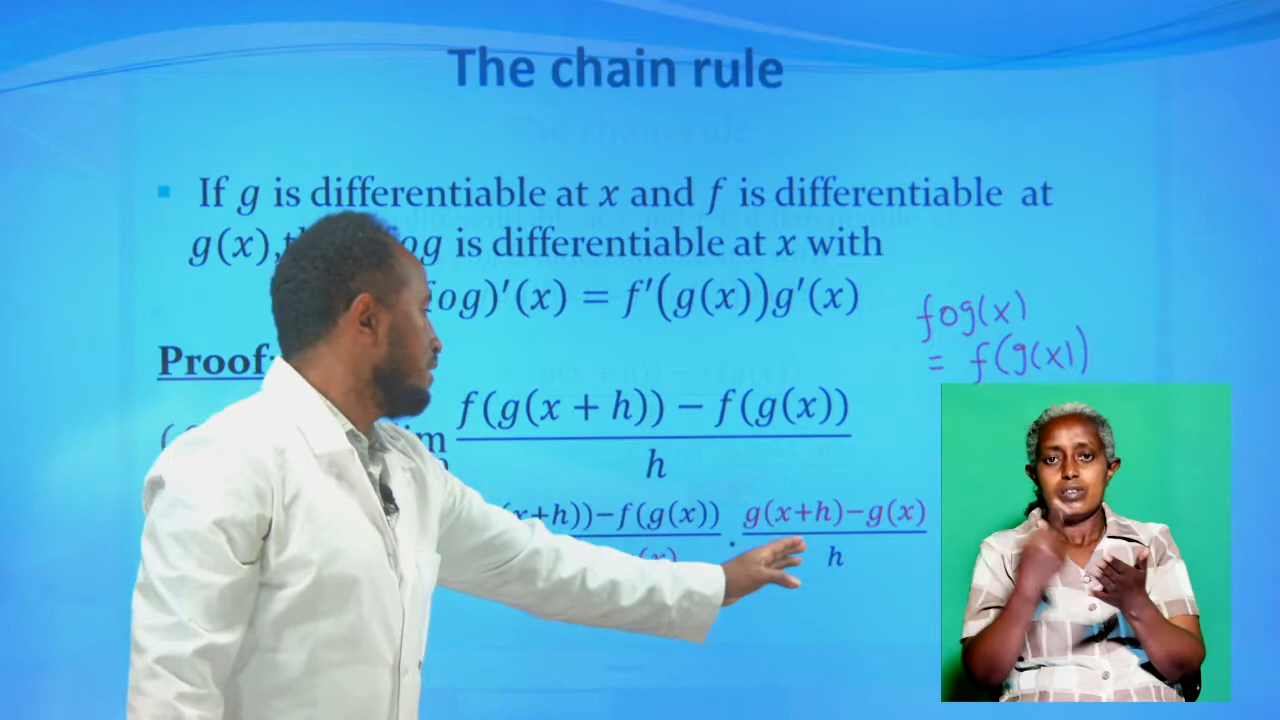 The chain rule
▪ If g is differentiable at x and f is differentiable at
g(x), og is differentiable at x with
og)′(x) = f′(g(x))g′(x)
fog(x)
= f(g(x))
Proof:
f(g(x + h)) − f(g(x))
h
(x+h))−f(g(x)) . g(x+h)−g(x)
(x) h